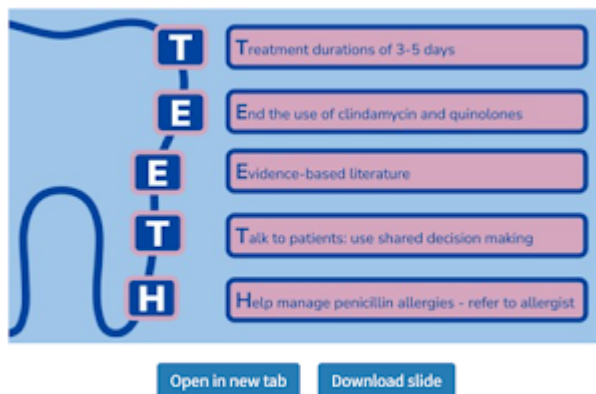 T Treatment durations of 3-5 days
E End the use of clindamycin and quinolones
E Evidence-based literature
T Talk to patients: use shared decision making
H Help manage penicillin allergies - refer to allergist
Open in new tab Download slide